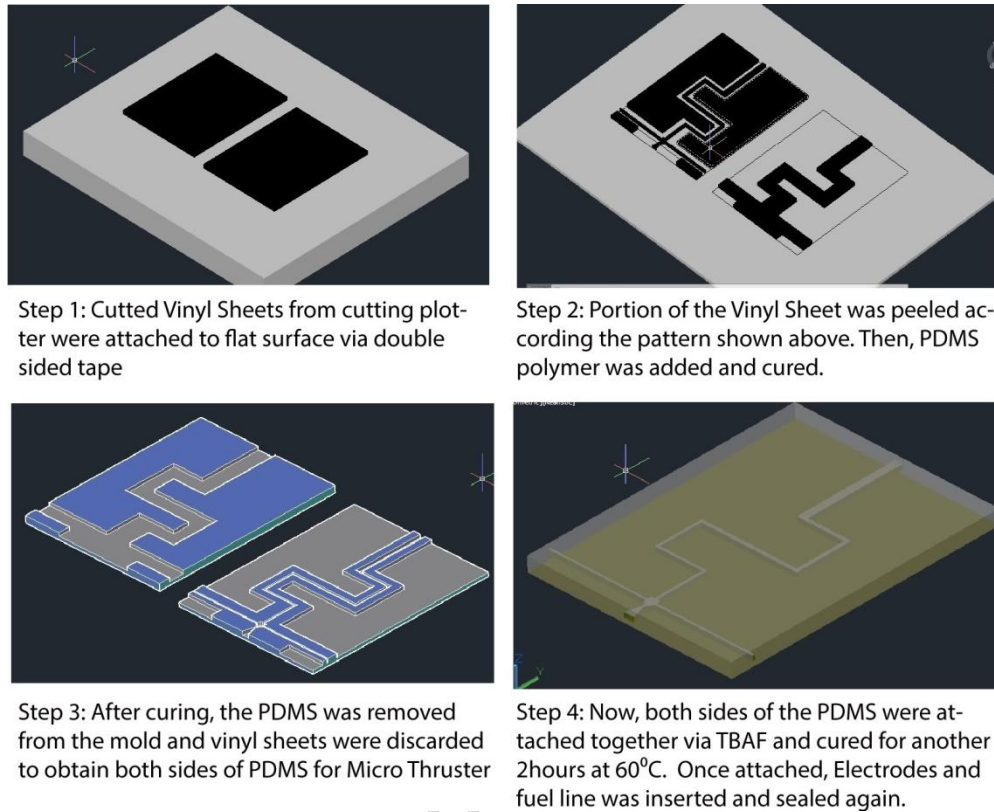 Step 1: Cutted Vinyl Sheets from cutting plot-
ter were attached to flat surface via double
sided tape
Step 2: Portion of the Vinyl Sheet was peeled ac-
cording the pattern shown above. Then, PDMS
polymer was added and cured.
Step 3: After curing, the PDMS was removed
from the mold and vinyl sheets were discarded
to obtain both sides of PDMS for Micro Thruster
Z
Y
Step 4: Now, both sides of the PDMS were at-
tached together via TBAF and cured for another
2hours at 60⁰C. Once attached, Electrodes and
fuel line was inserted and sealed again.